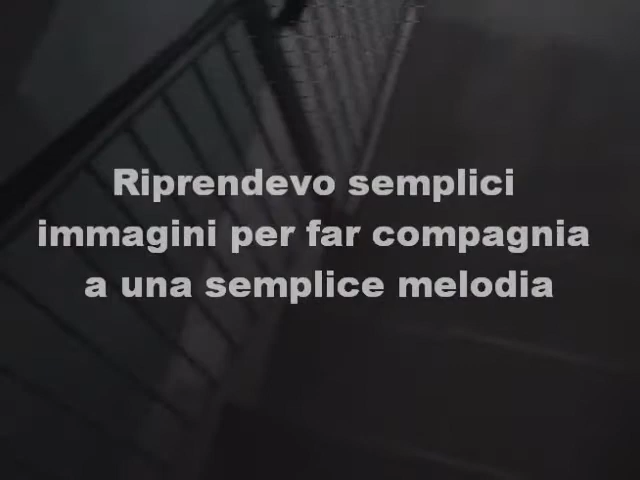 Riprendevo semplici
immagini per far compagnia
a una semplice melodia